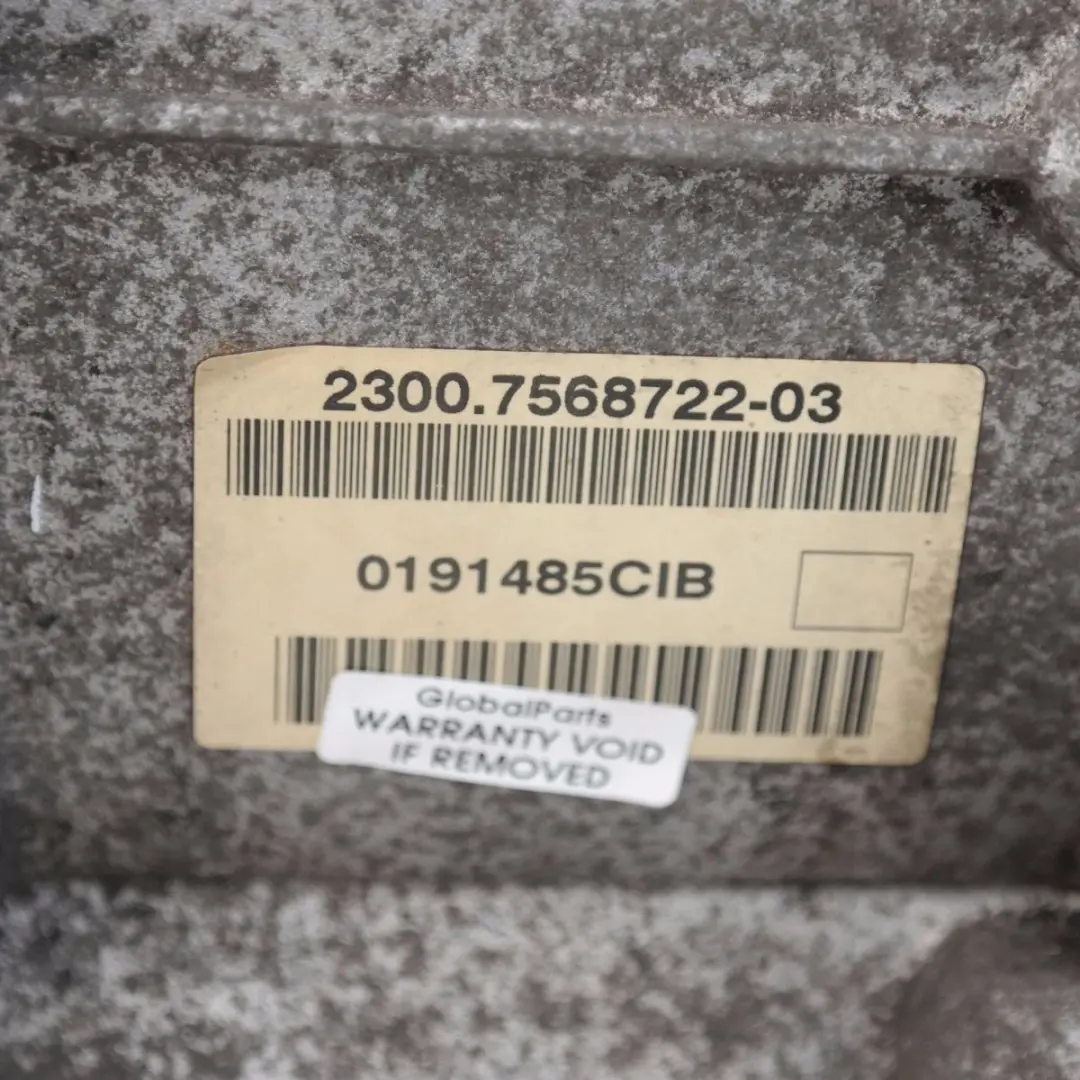 2300.7568722-03
0191485CIB
GlobalParts
WARRANTY VOID
IF REMOVED